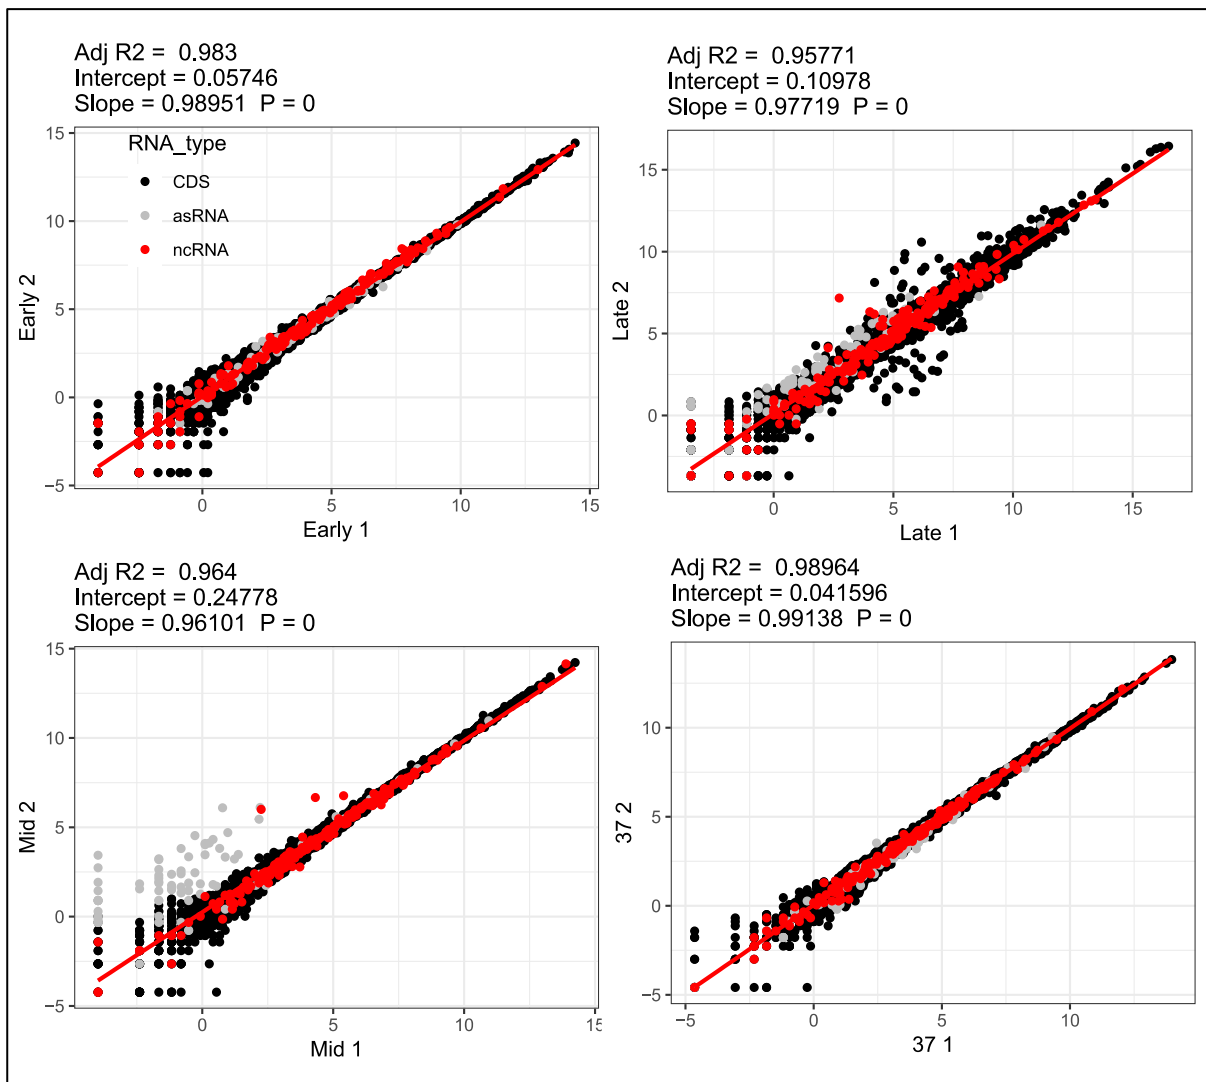 Adj R2 =  0.983
Intercept = 0.05746
Slope = 0.98951  P = 0
RNA_type
CDS
asRNA
ncRNA
15
10
5
0
−5
Early 2
0
5
10
15
Early 1
Adj R2 =  0.95771
Intercept = 0.10978
Slope = 0.97719  P = 0
15
10
5
0
Late 2
0
5
10
15
Late 1
Adj R2 =  0.964
Intercept = 0.24778
Slope = 0.96101  P = 0
15
10
5
0
−5
Mid 2
0
5
10
15
Mid 1
Adj R2 =  0.98964
Intercept = 0.041596
Slope = 0.99138  P = 0
10
5
0
−5
37 2
−5
0
5
10
37 1